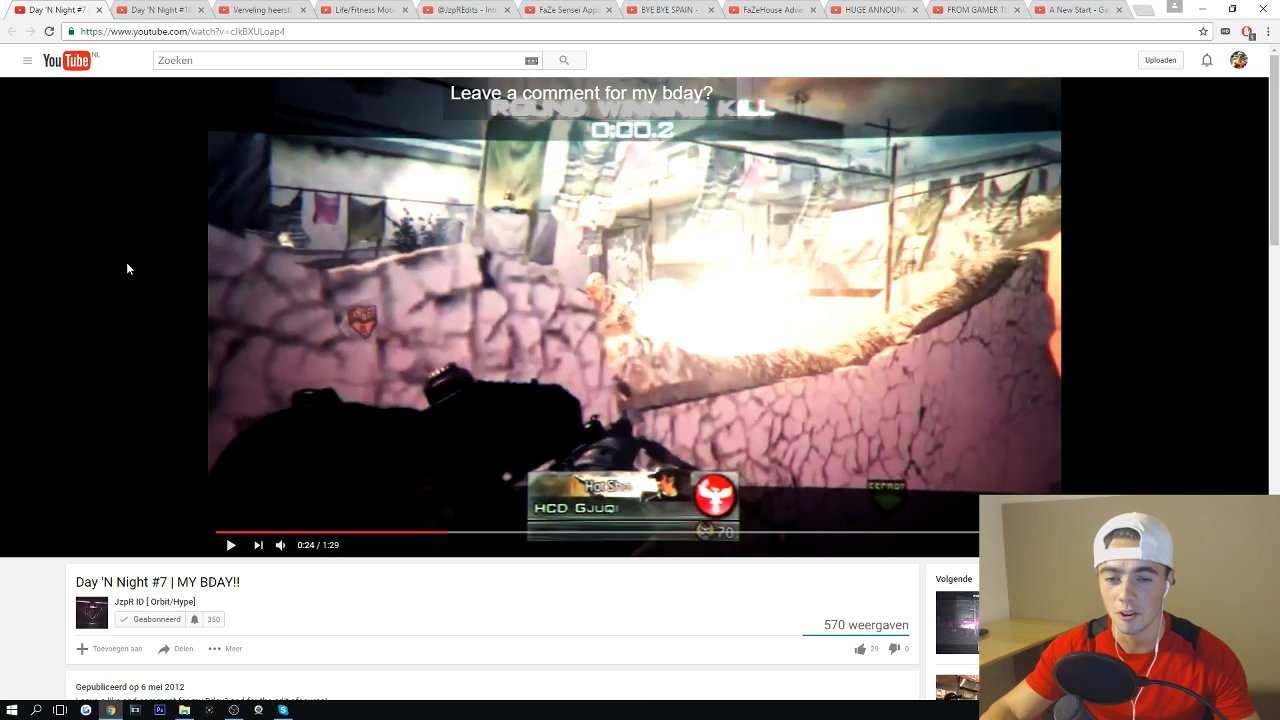 Day 'N Night #7
Day 'N Night #10
Verveling heerst!
Life/Fitness Moti
@JzpREdits - Intr
FaZe Sensei App
BYE BYE SPAIN -
FaZeHouse Adve
HUGE ANNOUNC
FROM GAMER TO
A New Start - Ga
https://www.youtube.com/watch?v=cJkBXULoap4
YouTube NL
Zoeken
Uploaden
Leave a comment for my bday?
ROUND WINNING KILL
0:00.2
HCD GJUQI
70
0:24 / 1:29
Day 'N Night #7 | MY BDAY!!
JzpR ID [ Orbit/Hype]
Geabonneerd 350
570 weergaven
Toevoegen aan Delen Meer
29 0
Gepubliceerd op 6 mei 2012
Volgende